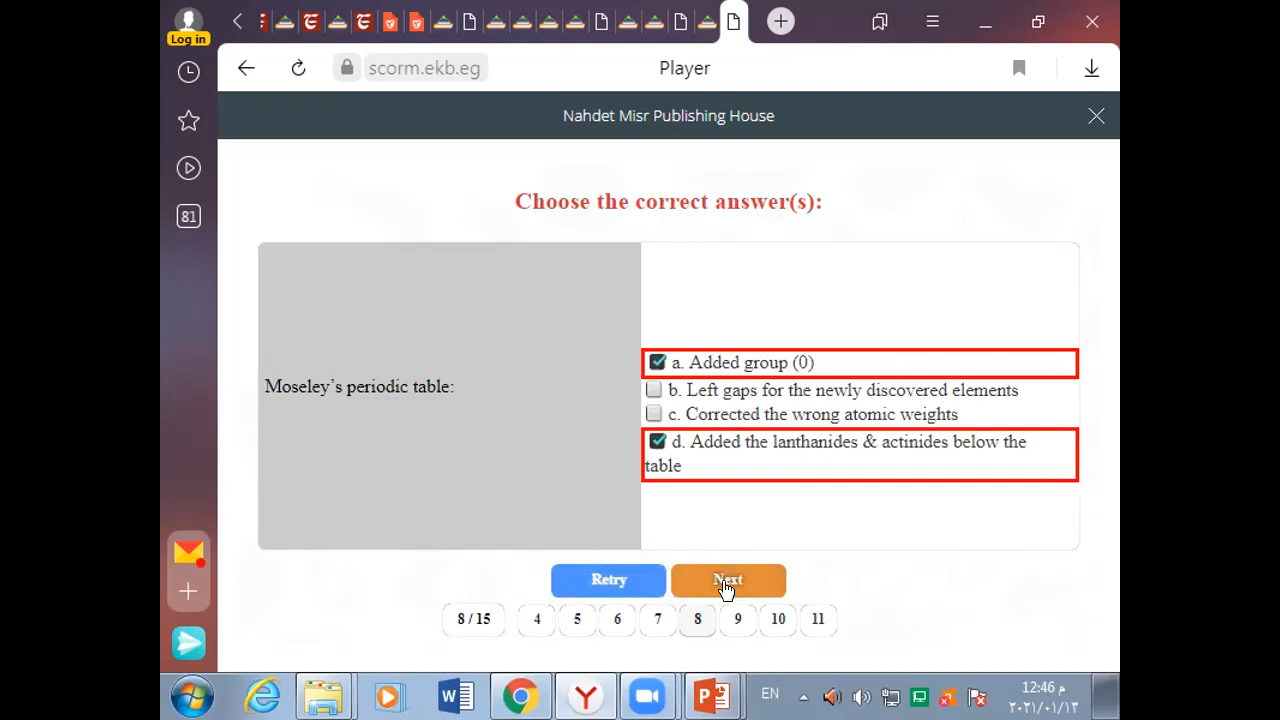 Log in
scorm.ekb.eg
Player
81
Nahdet Misr Publishing House
Choose the correct answer(s):
Moseley’s periodic table:
a. Added group (0)
b. Left gaps for the newly discovered elements
c. Corrected the wrong atomic weights
d. Added the lanthanides & actinides below the
table
Retry
Next
8 / 15
4
5
6
7
8
9
10
11
EN
12:46 م
٢٠٢١/٠١/١٣